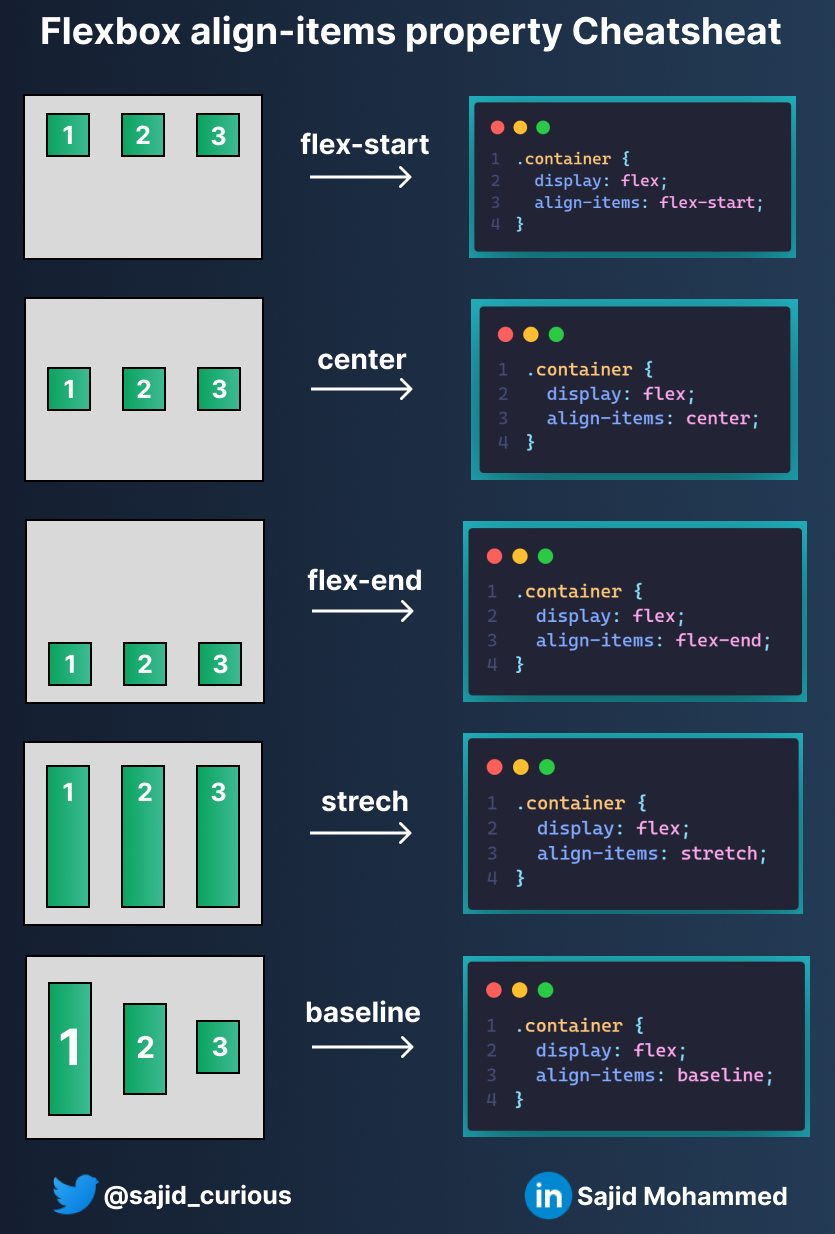 Flexbox align-items property Cheatsheat
1 2 3
flex-start
1 .container {
2 display: flex;
3 align-items: flex-start;
4 }
1 2 3
center
1 .container {
2 display: flex;
3 align-items: center;
4 }
1 2 3
flex-end
1 .container {
2 display: flex;
3 align-items: flex-end;
4 }
1 2 3
strech
1 .container {
2 display: flex;
3 align-items: stretch;
4 }
1 2 3
baseline
1 .container {
2 display: flex;
3 align-items: baseline;
4 }
@sajid_curious
in Sajid Mohammed